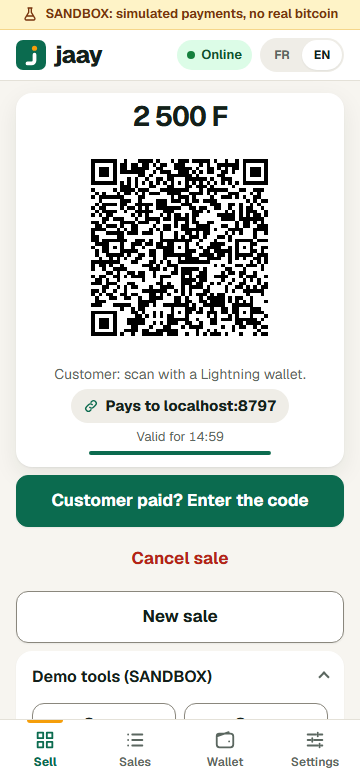 SANDBOX: simulated payments, no real bitcoin
jaay
Online
FR
EN
2 500 F
Customer: scan with a Lightning wallet.
Pays to localhost:8797
Valid for 14:59
Customer paid? Enter the code
Cancel sale
New sale
Demo tools (SANDBOX)
Sell
Sales
Wallet
Settings